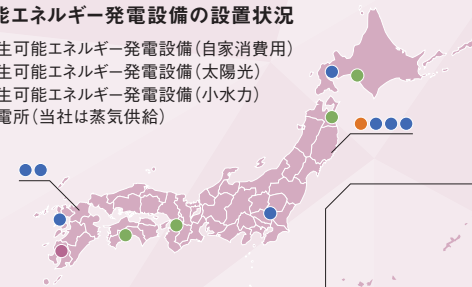 能エネルギー発電設備の設置状況
生可能エネルギー発電設備(自家消費用)
生可能エネルギー発電設備(太陽光)
生可能エネルギー発電設備(小水力)
電所(当社は蒸気供給)